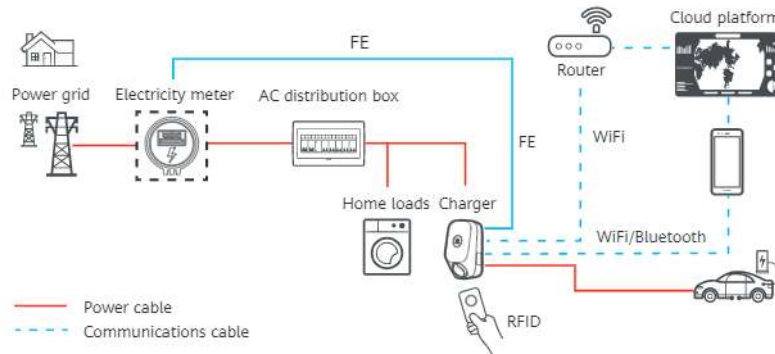 Cloud platform
FE
Router
Power grid
Electricity meter
AC distribution box
FE
WiFi
Home loads
Charger
WiFi/Bluetooth
Power cable
RFID
Communications cable